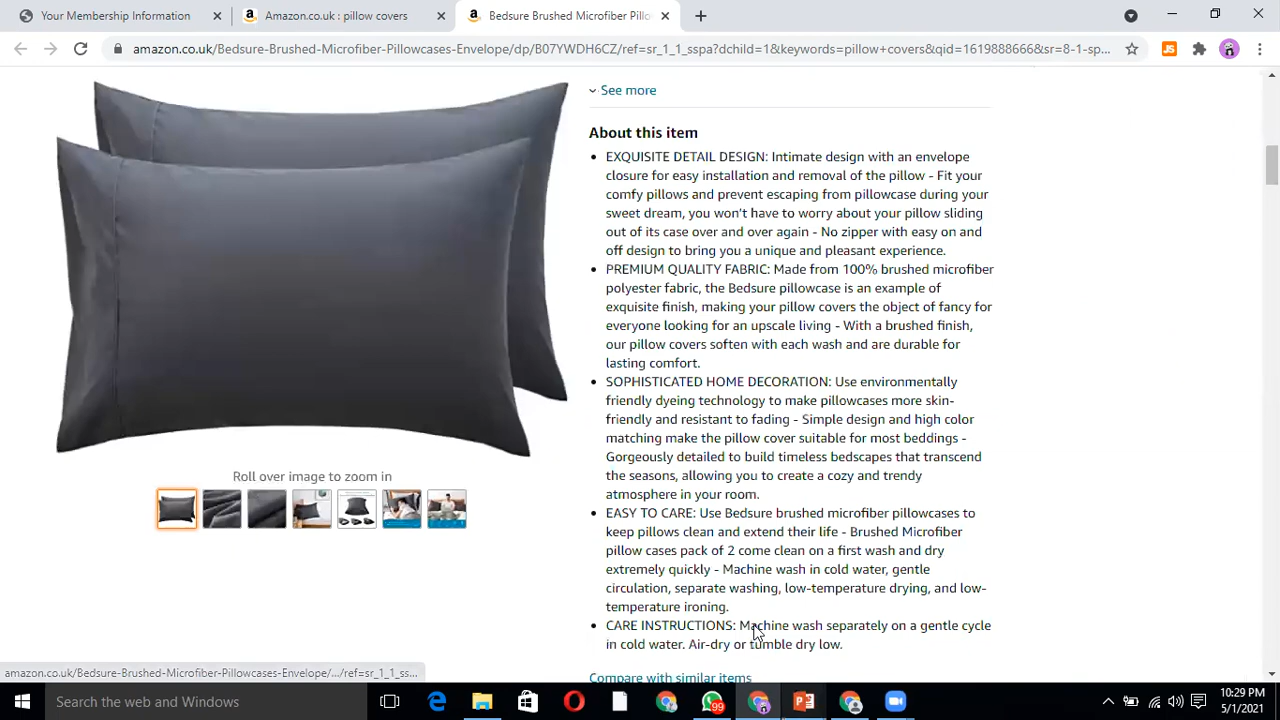 Your Membership Information
Amazon.co.uk : pillow covers
Bedsure Brushed Microfiber Pillo
amazon.co.uk/Bedsure-Brushed-Microfiber-Pillowcases-Envelope/dp/B07YWDH6CZ/ref=sr_1_1_sspa?dchild=1&keywords=pillow+covers&qid=1619888666&sr=8-1-sp...
JS
See more
About this item
EXQUISITE DETAIL DESIGN: Intimate design with an envelope
closure for easy installation and removal of the pillow - Fit your
comfy pillows and prevent escaping from pillowcase during your
sweet dream, you won't have to worry about your pillow sliding
out of its case over and over again - No zipper with easy on and
off design to bring you a unique and pleasant experience.
PREMIUM QUALITY FABRIC: Made from 100% brushed microfiber
polyester fabric, the Bedsure pillowcase is an example of
exquisite finish, making your pillow covers the object of fancy for
everyone looking for an upscale living - With a brushed finish,
our pillow covers soften with each wash and are durable for
lasting comfort.
SOPHISTICATED HOME DECORATION: Use environmentally
friendly dyeing technology to make pillowcases more skin-
friendly and resistant to fading - Simple design and high color
matching make the pillow cover suitable for most beddings -
Gorgeously detailed to build timeless bedscapes that transcend
the seasons, allowing you to create a cozy and trendy
atmosphere in your room.
EASY TO CARE: Use Bedsure brushed microfiber pillowcases to
keep pillows clean and extend their life - Brushed Microfiber
pillow cases pack of 2 come clean on a first wash and dry
extremely quickly - Machine wash in cold water, gentle
circulation, separate washing, low-temperature drying, and low-
temperature ironing.
CARE INSTRUCTIONS: Machine wash separately on a gentle cycle
in cold water. Air-dry or tumble dry low.
Compare with similar items
Roll over image to zoom in
amazon.co.uk/Bedsure-Brushed-Microfiber-Pillowcases-Envelope/.../ref=sr_1_1_ss...
Search the web and Windows
99
10:29 PM
5/1/2021